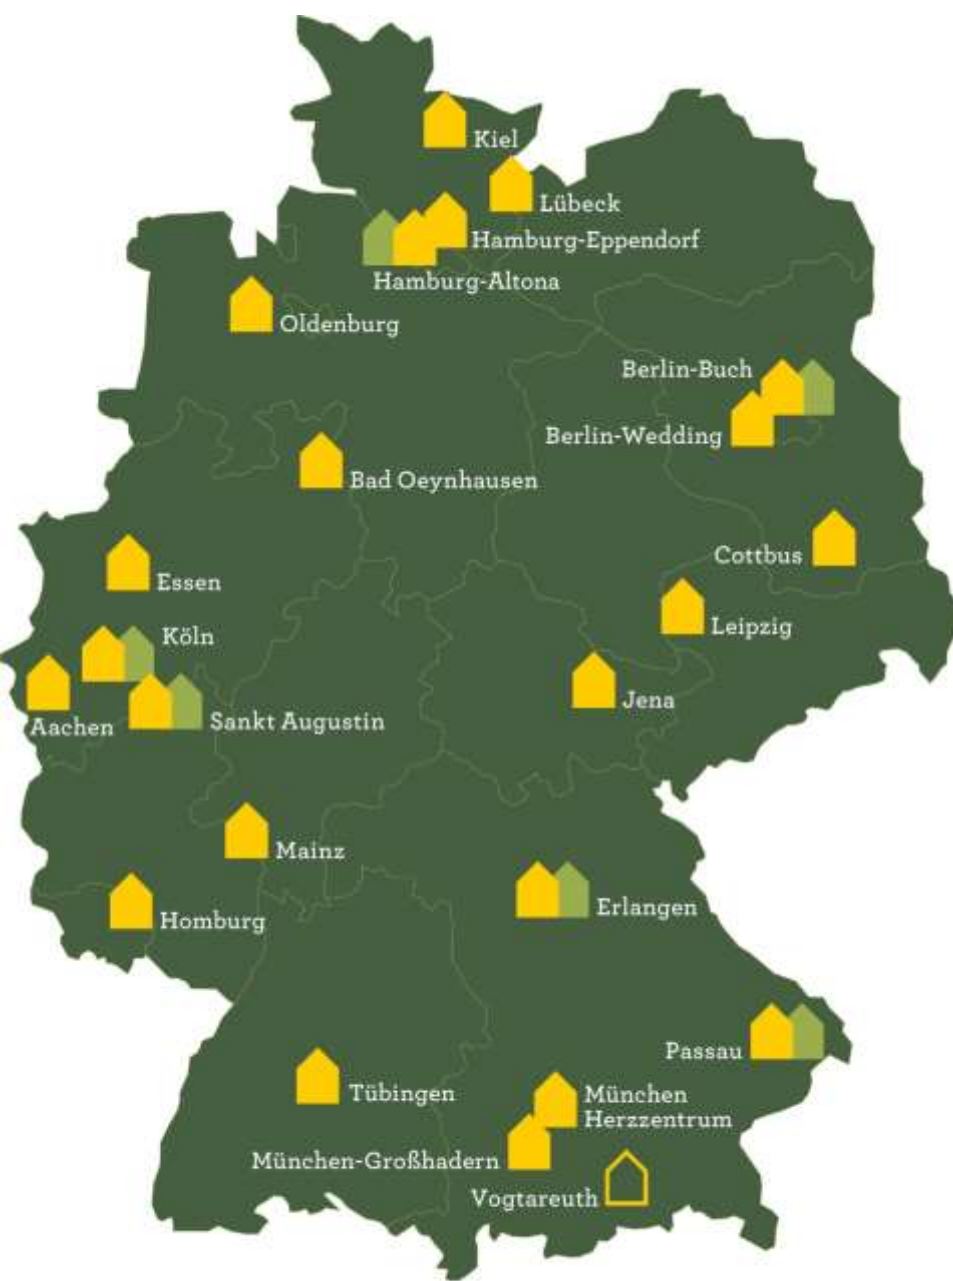 Kiel
Lübeck
Hamburg-Eppendorf
Hamburg-Altona
Oldenburg
Berlin-Buch
Berlin-Wedding
Bad Oeynhausen
Cottbus
Essen
Leipzig
Köln
Jena
Sankt Augustin
Aachen
Mainz
Erlangen
Homburg
Passau
Tübingen
München
Herzzentrum
München-Großhadern
Vogtareuth